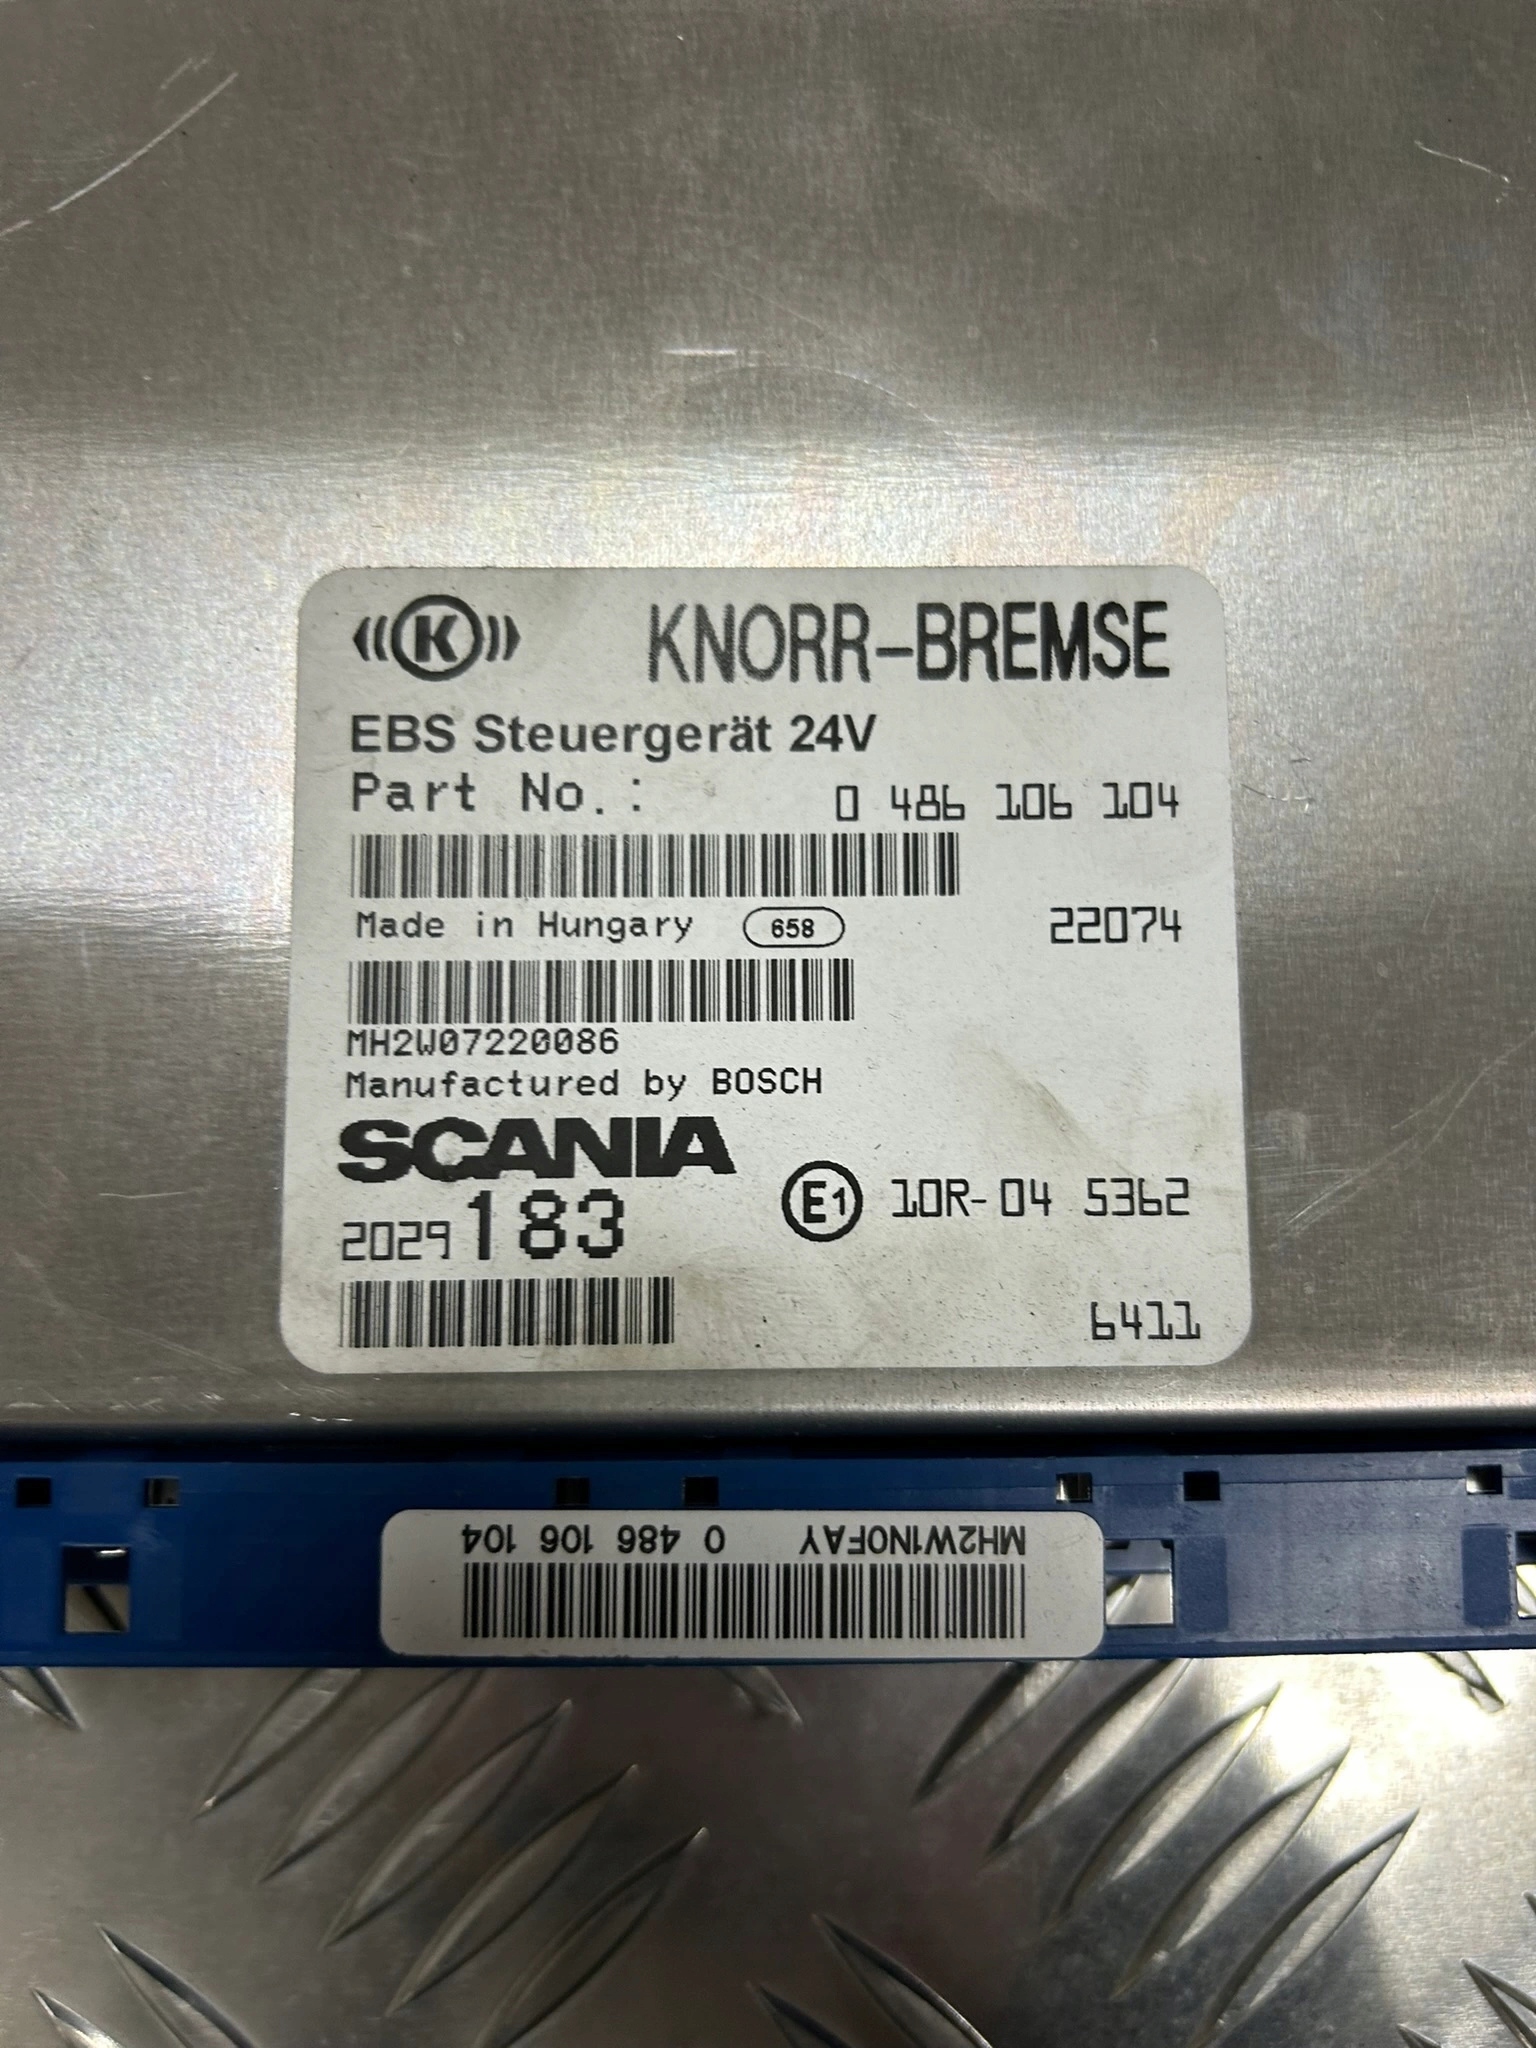 K KNORR-BREMSE
EBS Steuergerät 24V
Part No.: 0 486 106 104
Made in Hungary 658 22074
MH2W07220086
Manufactured by BOSCH
SCANIA
2029183 E1 10R-04 5362
6411
MH2W1N0FAY 0 486 106 104